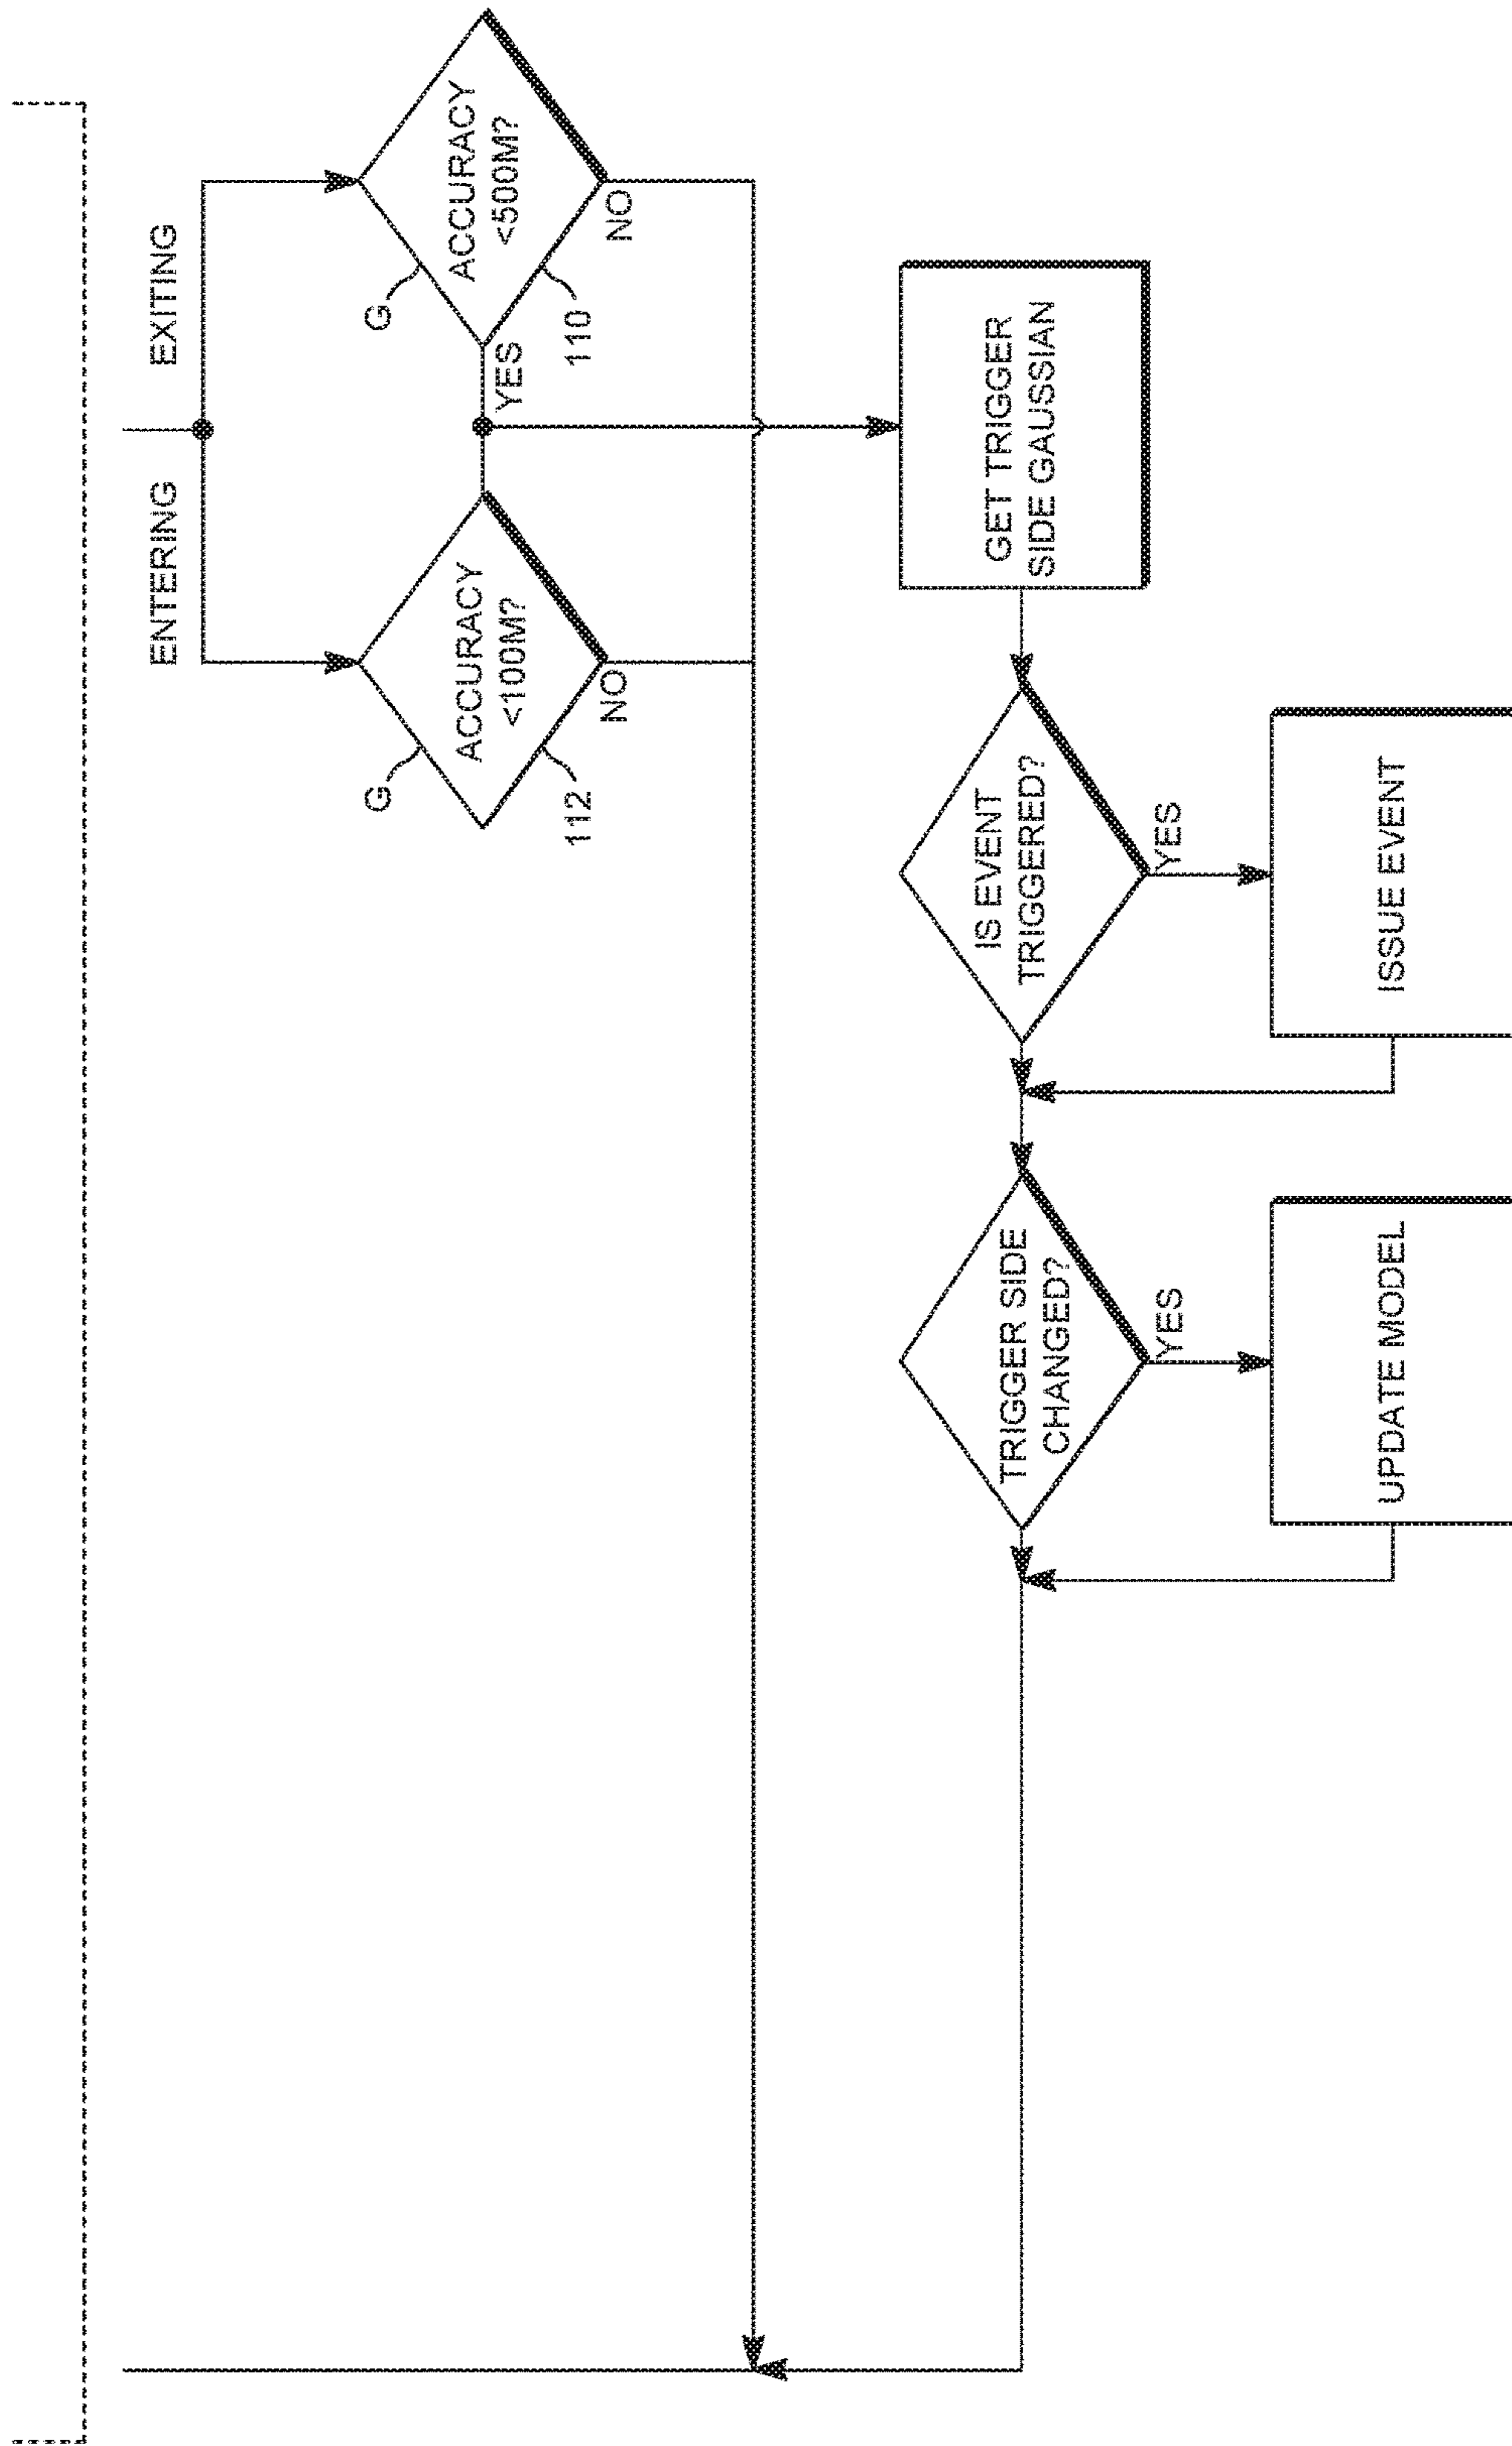 ENTERING
EXITING
G
ACCURACY
<100M?
112
NO
G
ACCURACY
<500M?
110
YES
NO
GET TRIGGER
SIDE GAUSSIAN
IS EVENT
TRIGGERED?
YES
ISSUE EVENT
TRIGGER SIDE
CHANGED?
YES
UPDATE MODEL